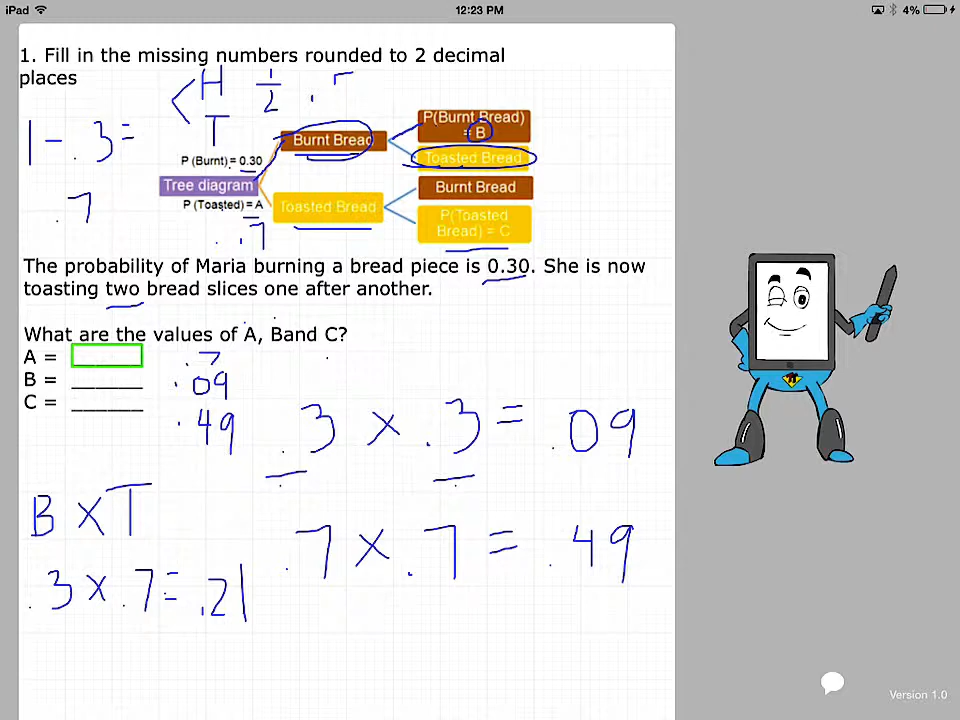 iPad 12:23 PM 4%
1. Fill in the missing numbers rounded to 2 decimal
places
H 1/2 .5
T
1 - .3 =
.7
P(Burnt Bread)
= B
Burnt Bread
Toasted Bread
P (Burnt) = 0.30
Tree diagram
Burnt Bread
P (Toasted) = A
Toasted Bread
P(Toasted
Bread) = C
.7
The probability of Maria burning a bread piece is 0.30. She is now
toasting two bread slices one after another.
What are the values of A, Band C?
A = ______ .7
B = ______ .09
C = ______ .49
.3 x .3 = .09
B x T
.7 x .7 = .49
.3 x .7 = .21
Version 1.0